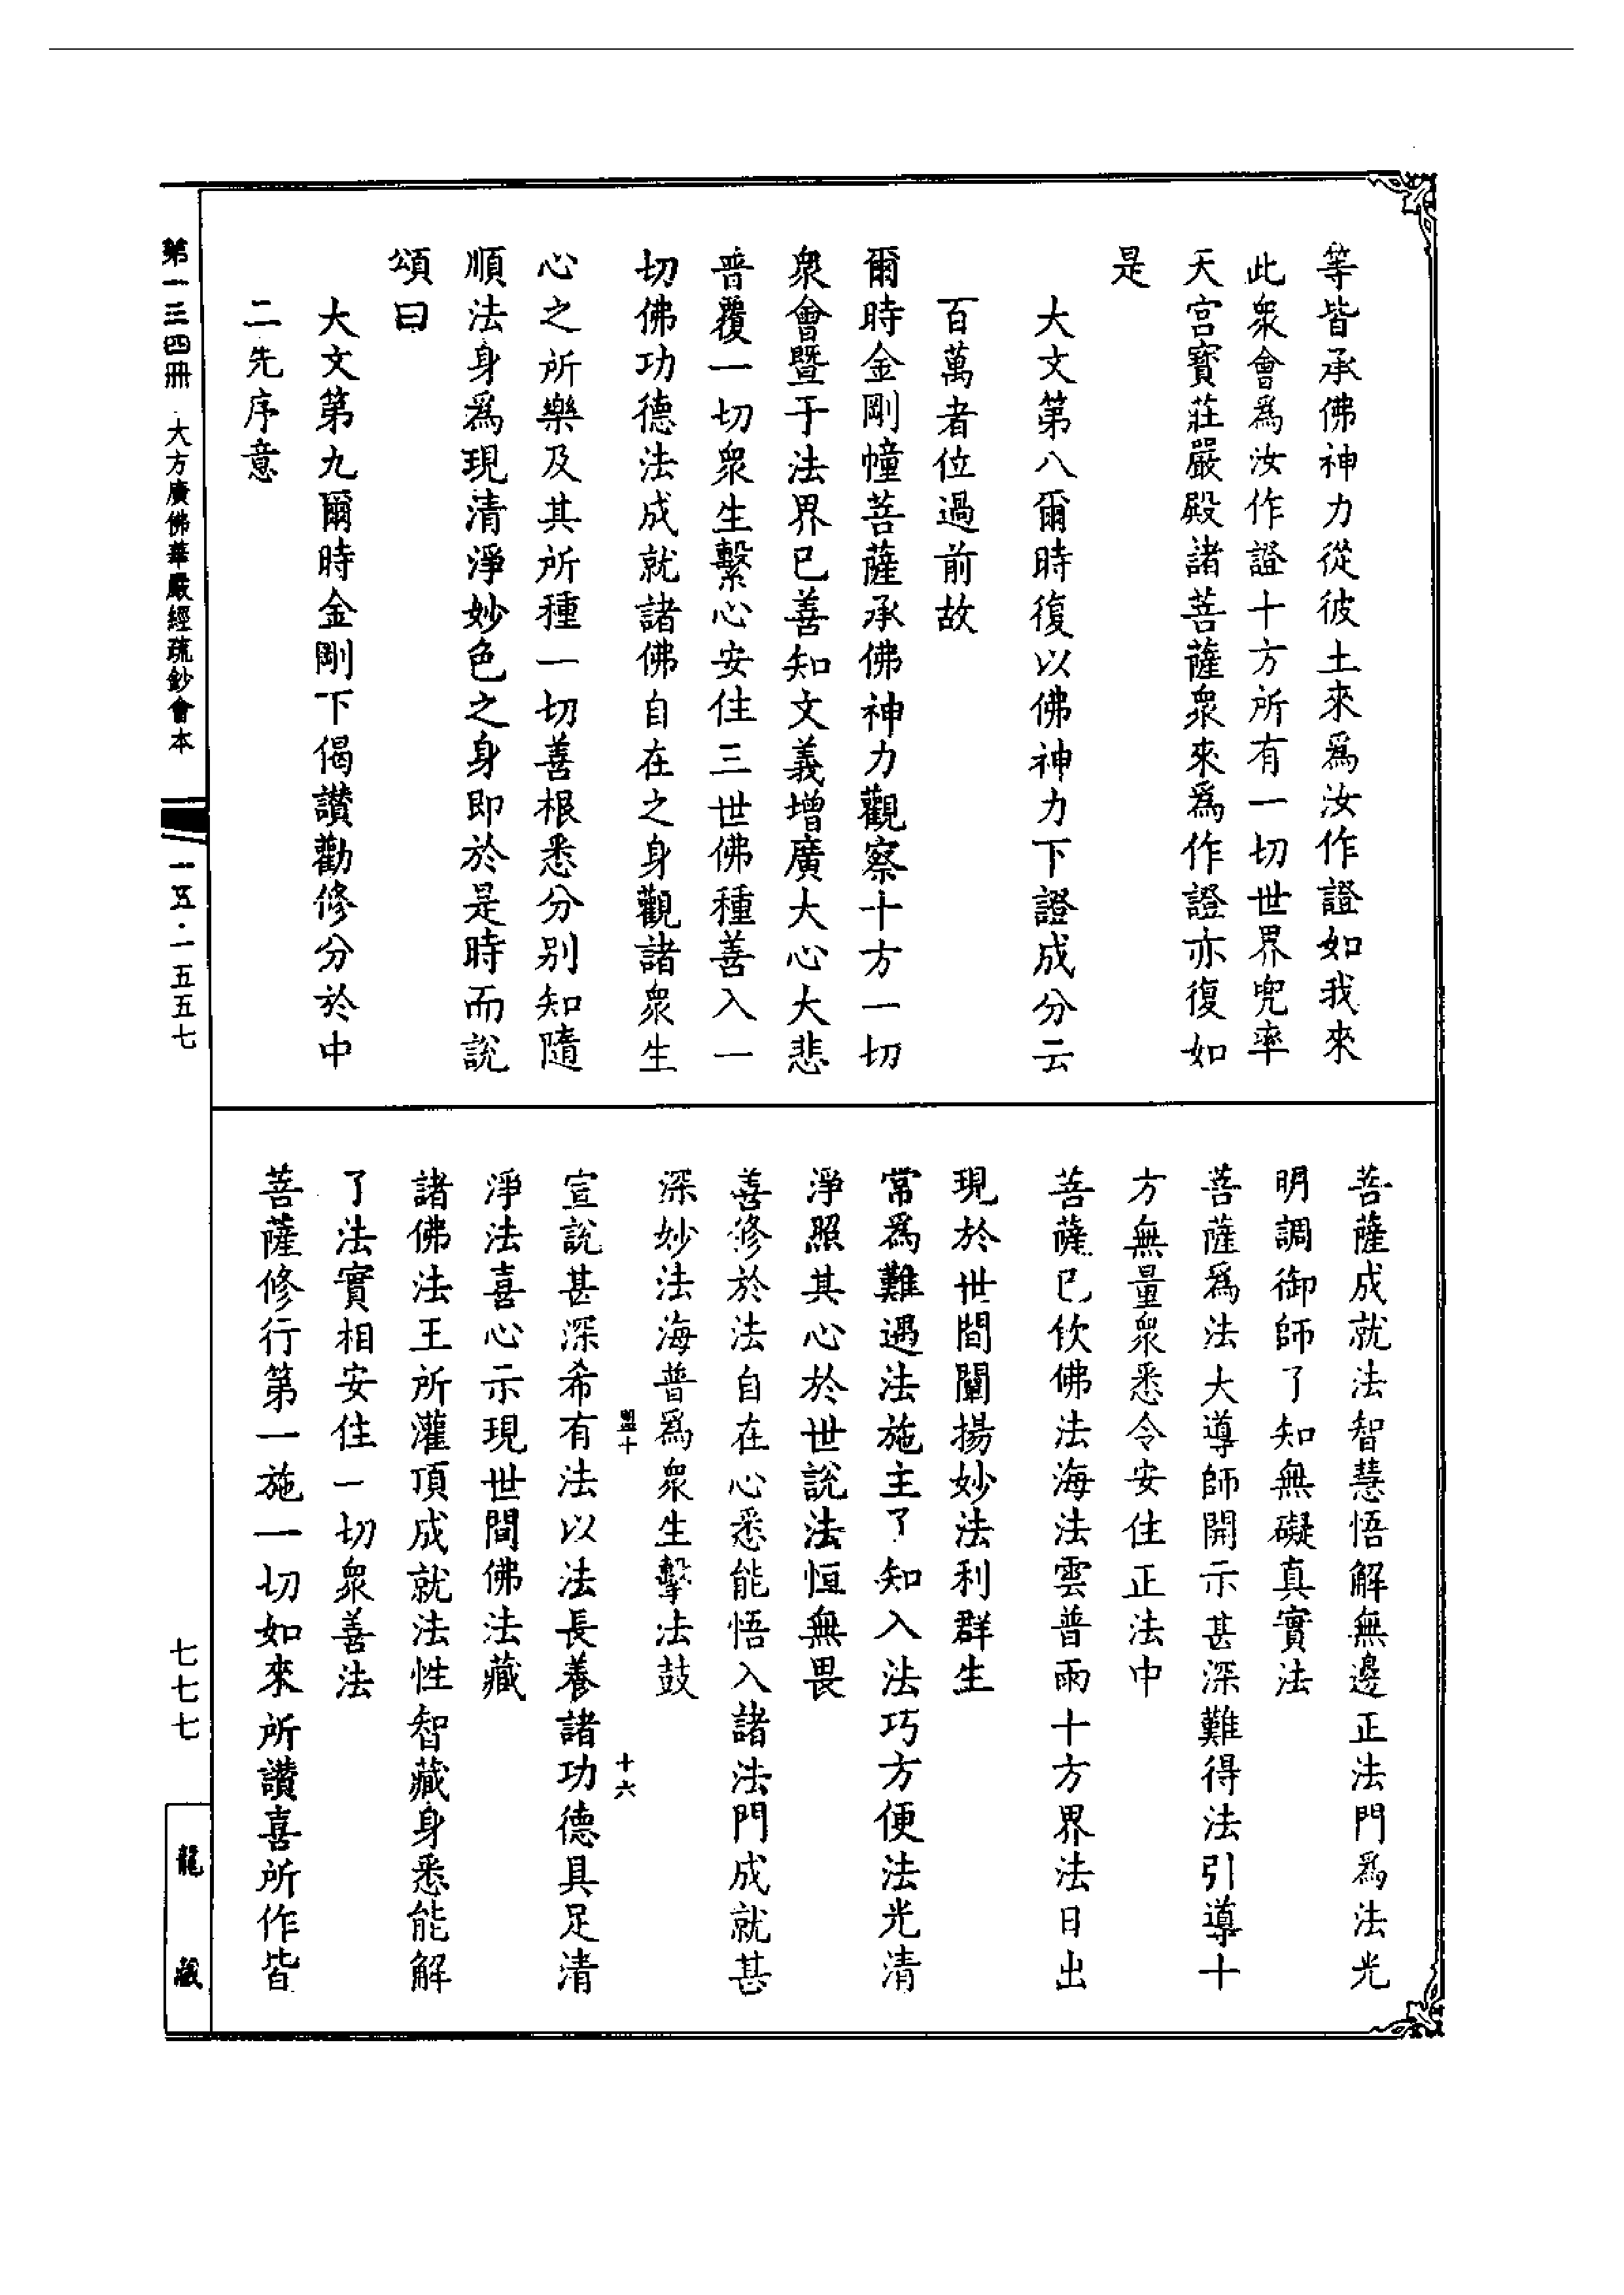 等皆承佛神力從彼土來爲汝作證如我來
此衆會爲汝作證十方所有一切世界兜率
天宫寳莊嚴殿諸菩薩衆來爲作證亦復如
是
大文第八爾時復以佛神力下證成分云
百萬者位過前故
爾時金剛幢菩薩承佛神力觀察十方一切
衆會暨于法界已善知文義增廣大心大悲
普覆一切衆生繫心安住三世佛種善入一
切佛功德法成就諸佛自在之身觀諸衆生
心之所樂及其所種一切善根悉分别知隨
順法身爲現清淨妙色之身即於是時而說
頌曰
大文第九爾時金剛下偈讚勸修分於中
二先序意
菩薩成就法智慧悟解無邊正法門爲法光
明調御師了知無礙真實法
菩薩爲法大導師開示甚深難得法引導十
方無量衆悉令安住正法中
菩薩已飲佛法海法雲普雨十方界法日出
現於世間闡揚妙法利群生
常爲難遇法施主了知入法巧方便法光清
淨照其心於世說法恒無畏
善修於法自在心悉能悟入諸法門成就甚
深妙法海普爲衆生擊法鼓
盟十 十六
宣說甚深希有法以法長養諸功德具足清
淨法喜心示現世間佛法藏
諸佛法王所灌頂成就法性智藏身悉能解
了法實相安住一切衆善法
菩薩修行第一施一切如來所讚喜所作皆
第一三四冊 大方廣佛華嚴經疏鈔會本
一五·一五五七
七七七
龍藏